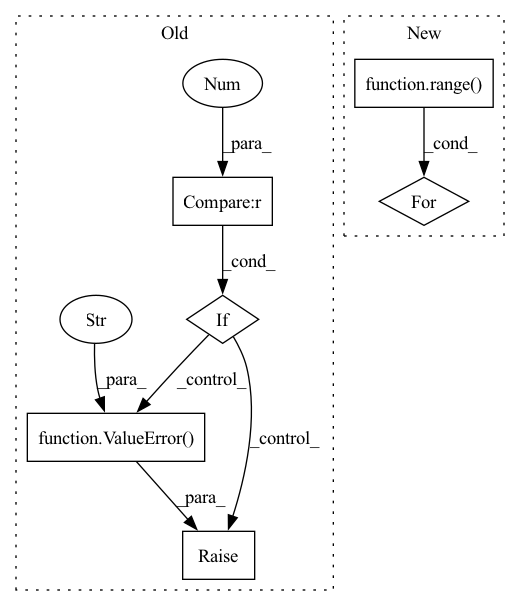 Old
New
Num
function.range()
_para_
_cond_
Compare:r
For
_cond_
Str
If
_para_
_control_
function.ValueError()
_control_
_para_
Raise